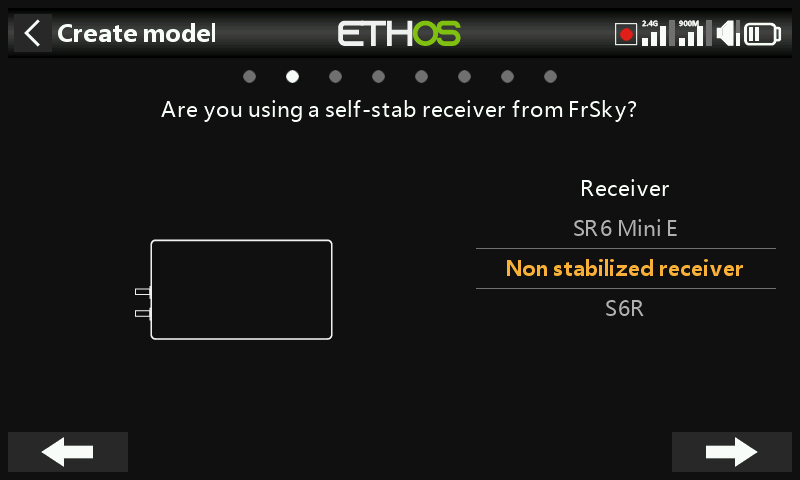 Create model
ETHOS
2.4G
900M
Are you using a self-stab receiver from FrSky?
Receiver
SR6 Mini E
Non stabilized receiver
S6R